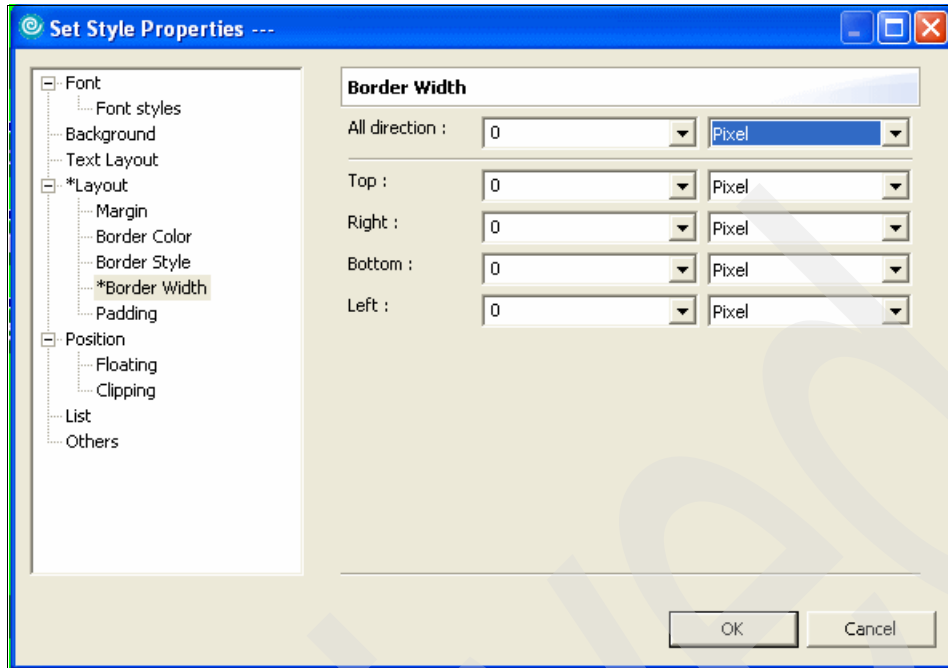 Set Style Properties ---
Font
Font styles
Background
Text Layout
*Layout
Margin
Border Color
Border Style
*Border Width
Padding
Position
Floating
Clipping
List
Others
Border Width
All direction : 0 Pixel
Top : 0 Pixel
Right : 0 Pixel
Bottom : 0 Pixel
Left : 0 Pixel
OK Cancel